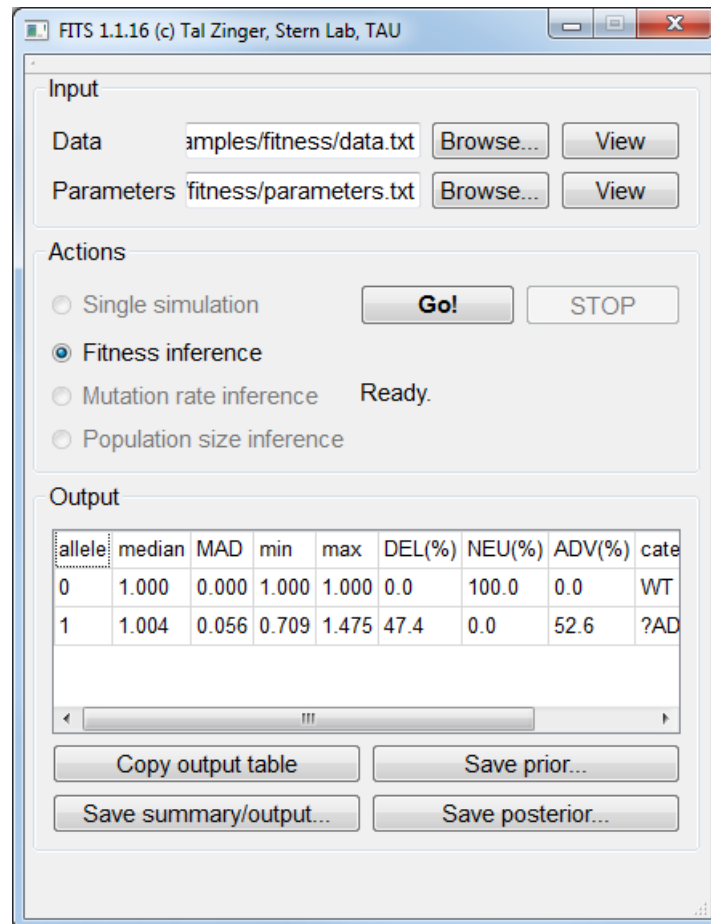 FITS 1.1.16 (c) Tal Zinger, Stern Lab, TAU
Input
Data amples/fitness/data.txt Browse... View
Parameters /fitness/parameters.txt Browse... View
Actions
Single simulation Go! STOP
Fitness inference
Mutation rate inference Ready.
Population size inference
Output
allele median MAD min max DEL(%) NEU(%) ADV(%) cate
0 1.000 0.000 1.000 1.000 0.0 100.0 0.0 WT
1 1.004 0.056 0.709 1.475 47.4 0.0 52.6 ?AD
Copy output table Save prior...
Save summary/output... Save posterior...